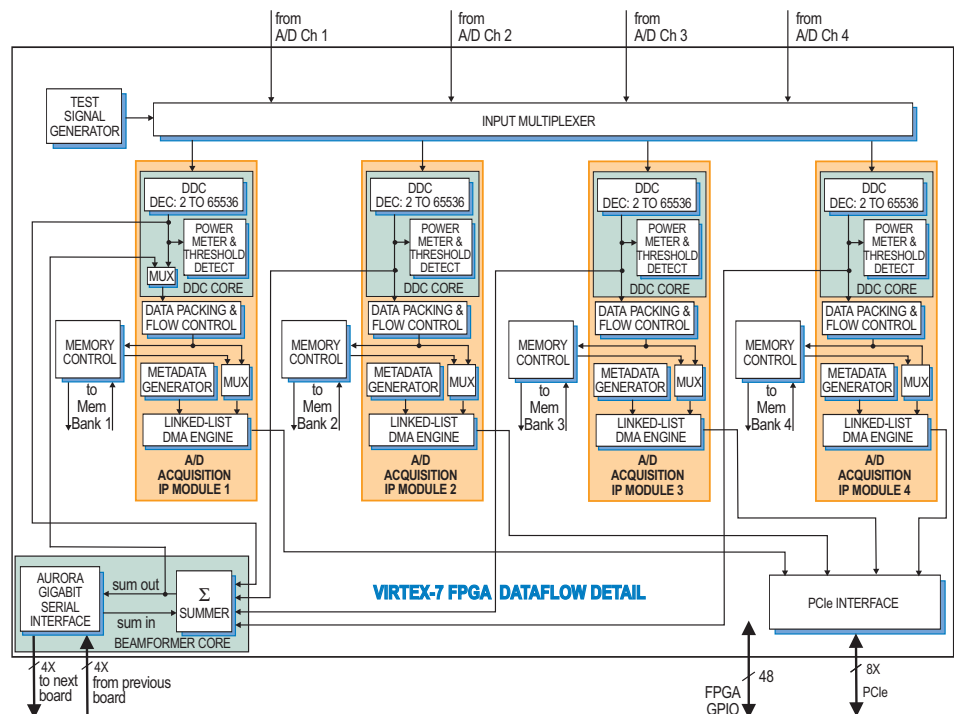 from
A/D Ch 1
from
A/D Ch 2
from
A/D Ch 3
from
A/D Ch 4
TEST
SIGNAL
GENERATOR
INPUT MULTIPLEXER
DDC
DEC: 2 TO 65536
POWER
METER &
THRESHOLD
DETECT
MUX
DDC CORE
DATA PACKING &
FLOW CONTROL
MEMORY
CONTROL
METADATA
GENERATOR
MUX
to
Mem
Bank 1
LINKED-LIST
DMA ENGINE
A/D
ACQUISITION
IP MODULE 1
DDC
DEC: 2 TO 65536
POWER
METER &
THRESHOLD
DETECT
DDC CORE
DATA PACKING &
FLOW CONTROL
MEMORY
CONTROL
METADATA
GENERATOR
MUX
to
Mem
Bank 2
LINKED-LIST
DMA ENGINE
A/D
ACQUISITION
IP MODULE 2
DDC
DEC: 2 TO 65536
POWER
METER &
THRESHOLD
DETECT
DDC CORE
DATA PACKING &
FLOW CONTROL
MEMORY
CONTROL
METADATA
GENERATOR
MUX
to
Mem
Bank 3
LINKED-LIST
DMA ENGINE
A/D
ACQUISITION
IP MODULE 3
DDC
DEC: 2 TO 65536
POWER
METER &
THRESHOLD
DETECT
DDC CORE
DATA PACKING &
FLOW CONTROL
MEMORY
CONTROL
METADATA
GENERATOR
MUX
to
Mem
Bank 4
LINKED-LIST
DMA ENGINE
A/D
ACQUISITION
IP MODULE 4
AURORA
GIGABIT
SERIAL
INTERFACE
sum out
sum in
Σ
SUMMER
BEAMFORMER CORE
VIRTEX-7 FPGA DATAFLOW DETAIL
PCIe INTERFACE
4X
to next
board
4X
from previous
board
48
FPGA
GPIO
8X
PCIe